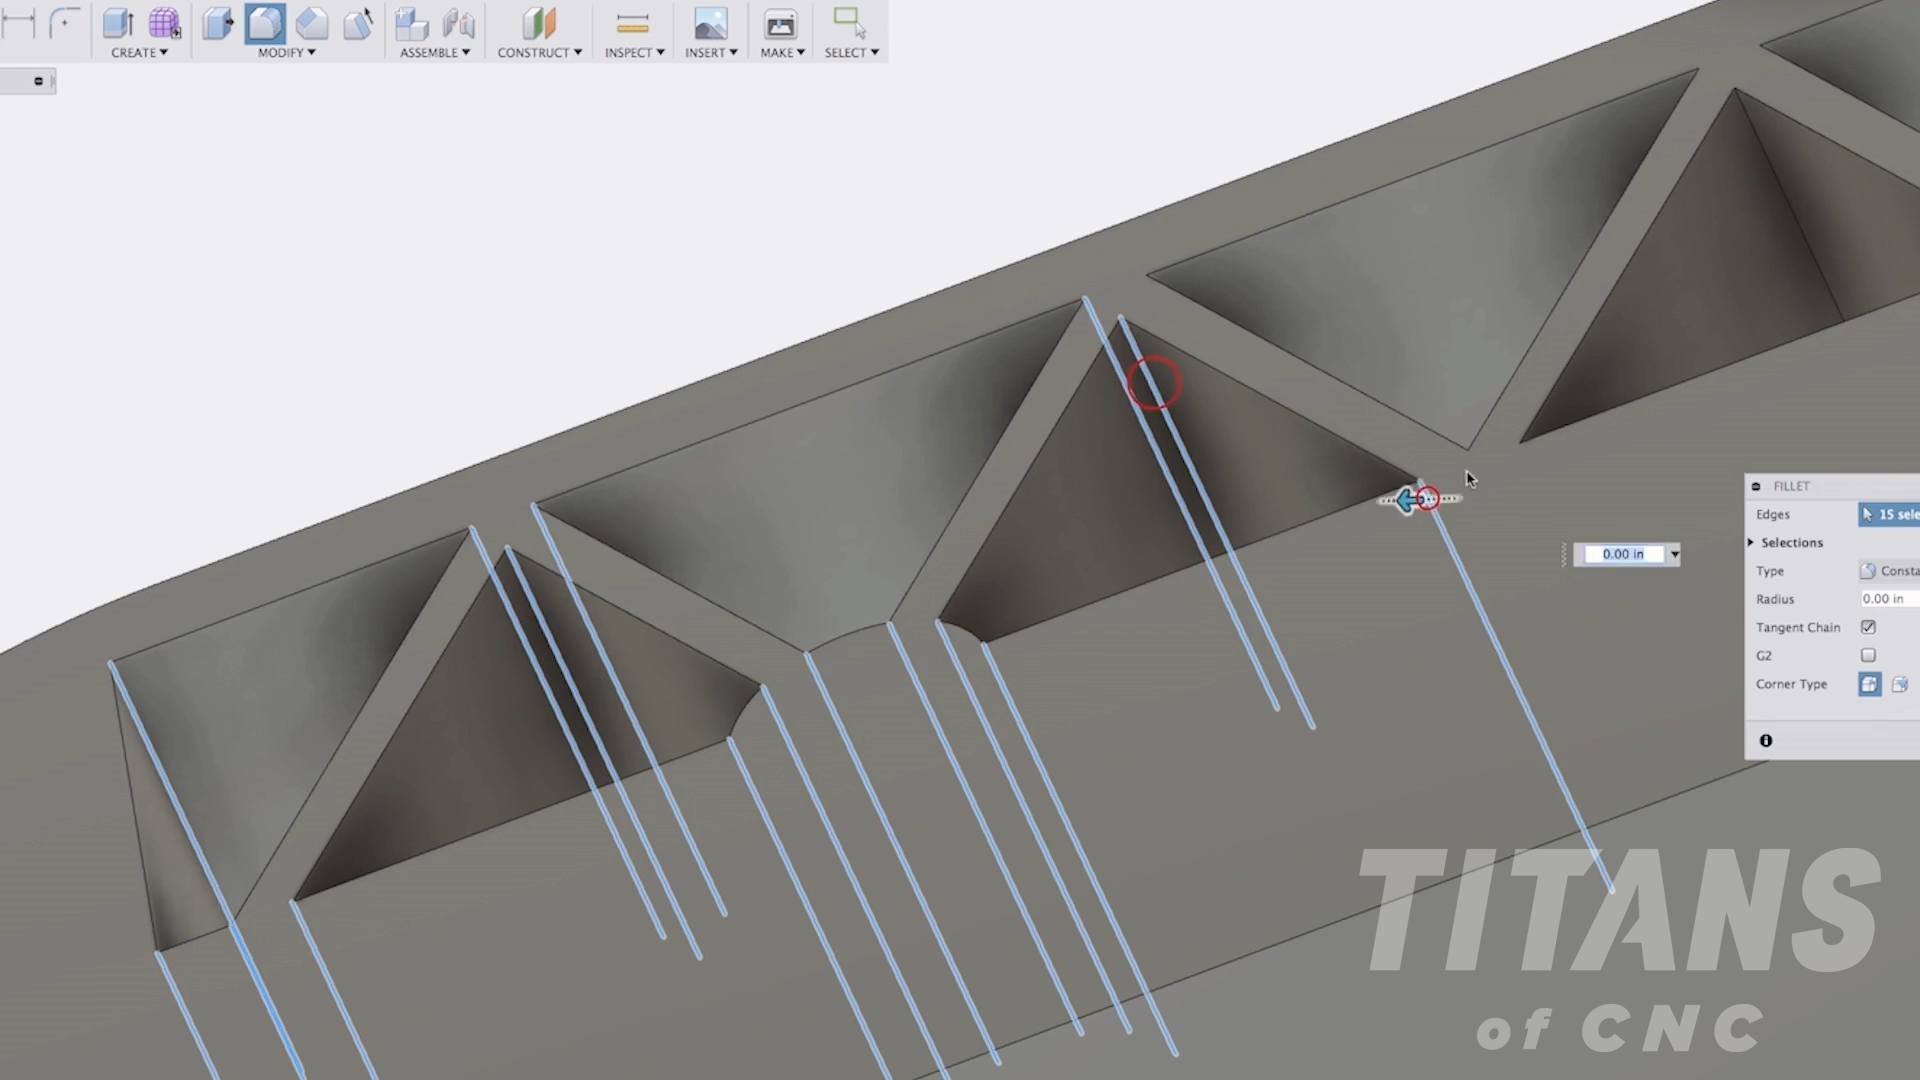 CREATE ▾ MODIFY ▾ ASSEMBLE ▾ CONSTRUCT ▾ INSPECT ▾ INSERT ▾ MAKE ▾ SELECT ▾
FILLET
Edges 15 sele
Selections
0.00 in
Type Consta
Radius 0.00 in
Tangent Chain
G2
Corner Type
TITANS
of CNC